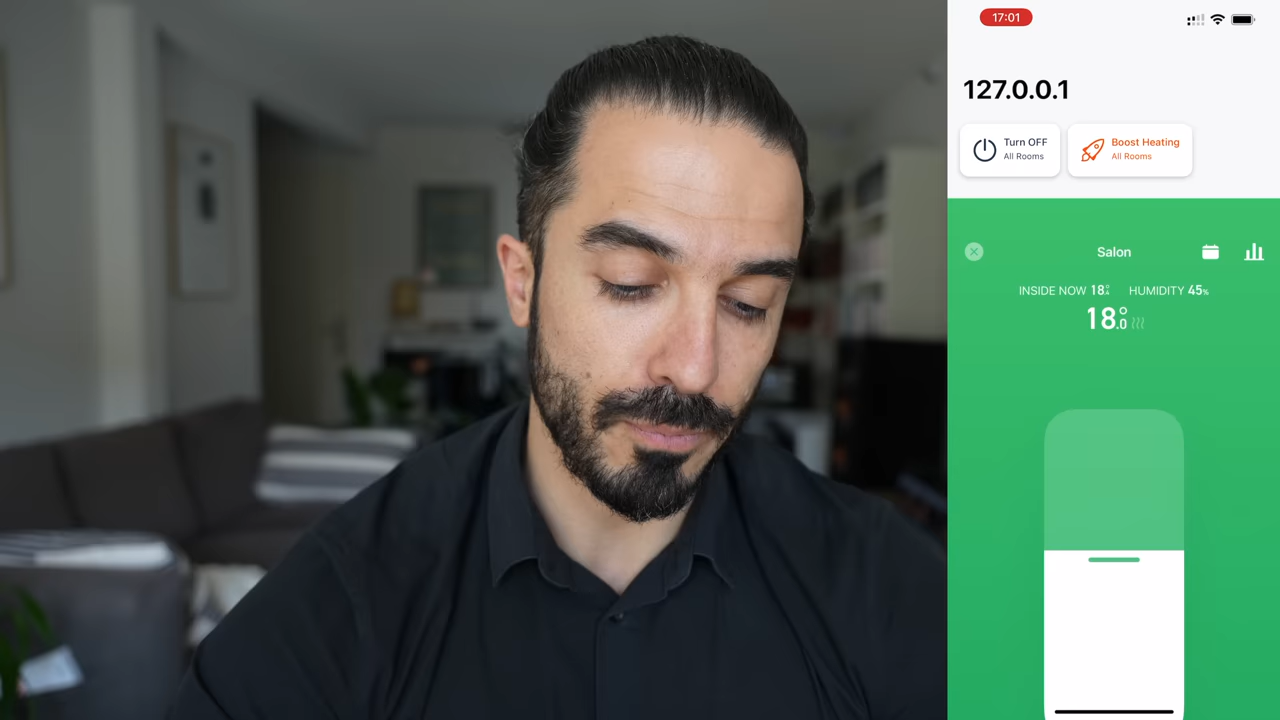 17:01
127.0.0.1
Turn OFF
All Rooms
Boost Heating
All Rooms
Salon
INSIDE NOW 18.° HUMIDITY 45%
18.0°